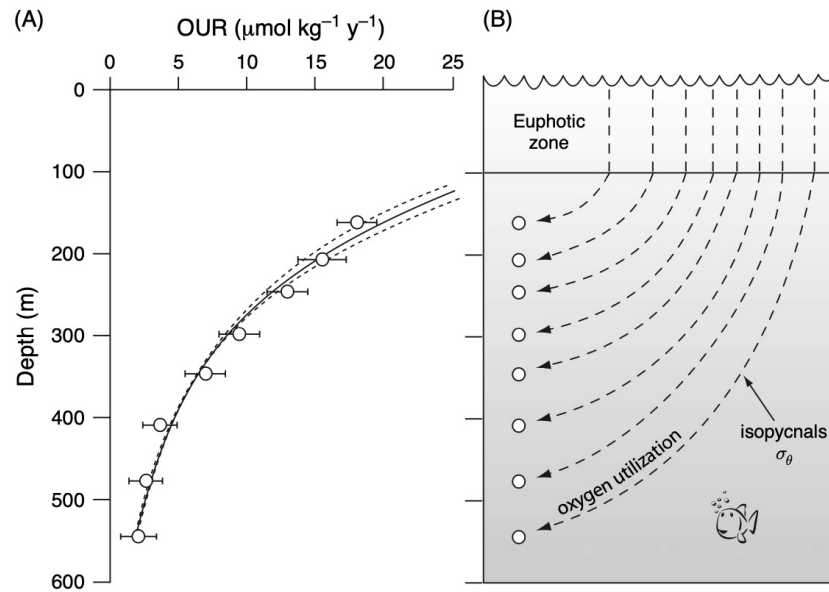 (A)
OUR (μmol kg⁻¹ y⁻¹)
0 5 10 15 20 25
0
100
200
300
400
500
600
Depth (m)
(B)
Euphotic
zone
isopycnals
σθ
oxygen utilization